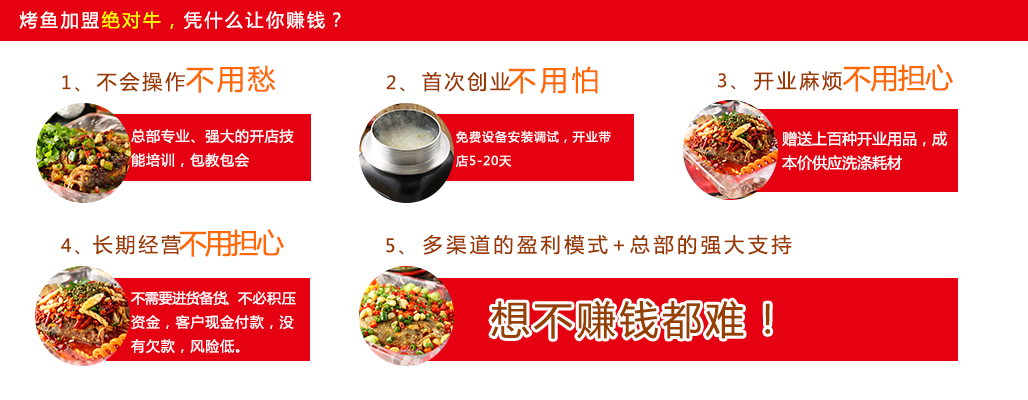 烤鱼加盟绝对牛，凭什么让你赚钱？
1、不会操作不用愁
总部专业、强大的开店技
能培训，包教包会
2、首次创业不用怕
免费设备安装调试，开业带
店5-20天
3、开业麻烦不用担心
赠送上百种开业用品，成
本价供应洗涤耗材
4、长期经营不用担心
不需要进货备货、不必积压
资金，客户现金付款，没
有欠款，风险低。
5、多渠道的盈利模式+总部的强大支持
想不赚钱都难！